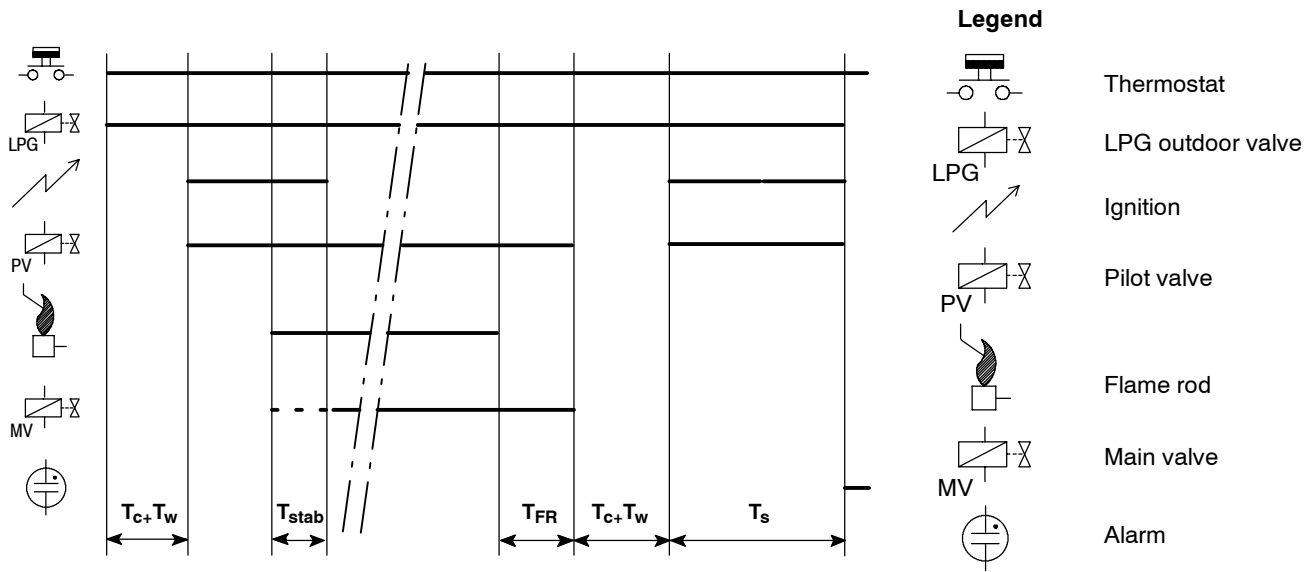 Legend
Thermostat
LPG
LPG outdoor valve
LPG
Ignition
PV
Pilot valve
PV
Flame rod
MV
Main valve
MV
Tc+Tw
Tstab
TFR
Tc+Tw
Ts
Alarm